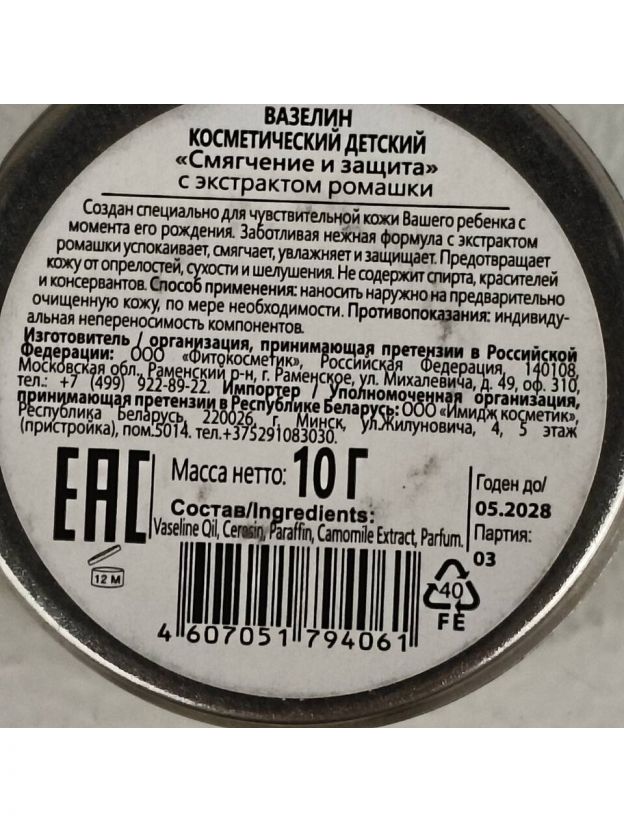 ВАЗЕЛИН
КОСМЕТИЧЕСКИЙ ДЕТСКИЙ
«Смягчение и защита»
с экстрактом ромашки
Создан специально для чувствительной кожи Вашего ребенка с
момента его рождения. Заботливая нежная формула с экстрактом
ромашки успокаивает, смягчает, увлажняет и защищает. Предотвращает
кожу от опрелостей, сухости и шелушения. Не содержит спирта, красителей
и консервантов. Способ применения: наносить наружно на предварительно
очищенную кожу, по мере необходимости. Противопоказания: индивиду-
альная непереносимость компонентов.
Изготовитель / организация, принимающая претензии в Российской
Федерации: ООО «Фитокосметик», Российская Федерация, 140108,
Московская обл., Раменский р-н, г. Раменское, ул. Михалевича, д. 49, оф. 310,
тел.: +7 (499) 922-89-22. Импортер / Уполномоченная организация,
принимающая претензии в Республике Беларусь: ООО «Имидж косметик»,
Республика Беларусь, 220026, г. Минск, ул.Жилуновича, 4, 5 этаж
(пристройка), пом.5014. тел.+375291083030.
EAC
Масса нетто: 10 Г
Годен до/
05.2028
Партия:
03
Состав/Ingredients:
Vaseline Oil, Ceresin, Paraffin, Camomile Extract, Parfum.
12 M
4 607051 794061
40
FE